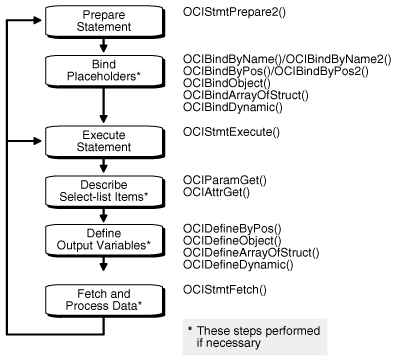 Prepare
Statement
OCIStmtPrepare2()
Bind
Placeholders*
OCIBindByName()/OCIBindByName2()
OCIBindByPos()/OCIBindByPos2()
OCIBindObject()
OCIBindArrayOfStruct()
OCIBindDynamic()
Execute
Statement
OCIStmtExecute()
Describe
Select-list Items*
OCIParamGet()
OCIAttrGet()
Define
Output Variables*
OCIDefineByPos()
OCIDefineObject()
OCIDefineArrayOfStruct()
OCIDefineDynamic()
Fetch and
Process Data*
OCIStmtFetch()
* These steps performed
if necessary